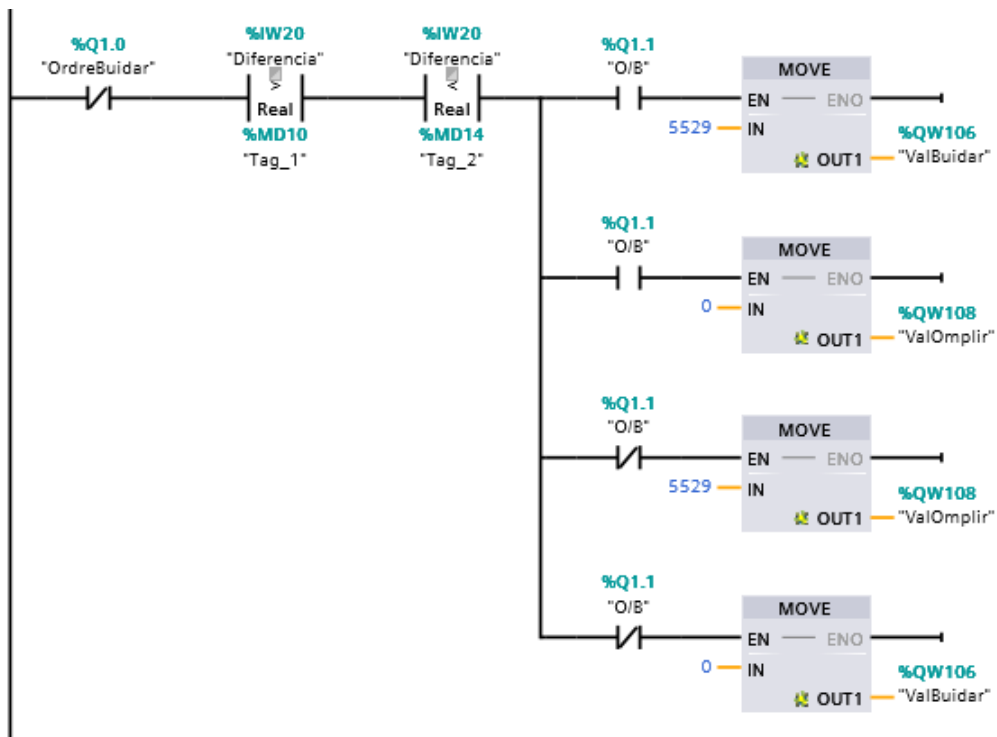 %Q1.0
"OrdreBuidar"
%IW20
"Diferencia"
>
Real
%MD10
"Tag_1"
%IW20
"Diferencia"
<
Real
%MD14
"Tag_2"
%Q1.1
"O/B"
MOVE
EN ENO
5529 IN
OUT1
%QW106
"ValBuidar"
%Q1.1
"O/B"
MOVE
EN ENO
0 IN
OUT1
%QW108
"ValOmplir"
%Q1.1
"O/B"
MOVE
EN ENO
5529 IN
OUT1
%QW108
"ValOmplir"
%Q1.1
"O/B"
MOVE
EN ENO
0 IN
OUT1
%QW106
"ValBuidar"